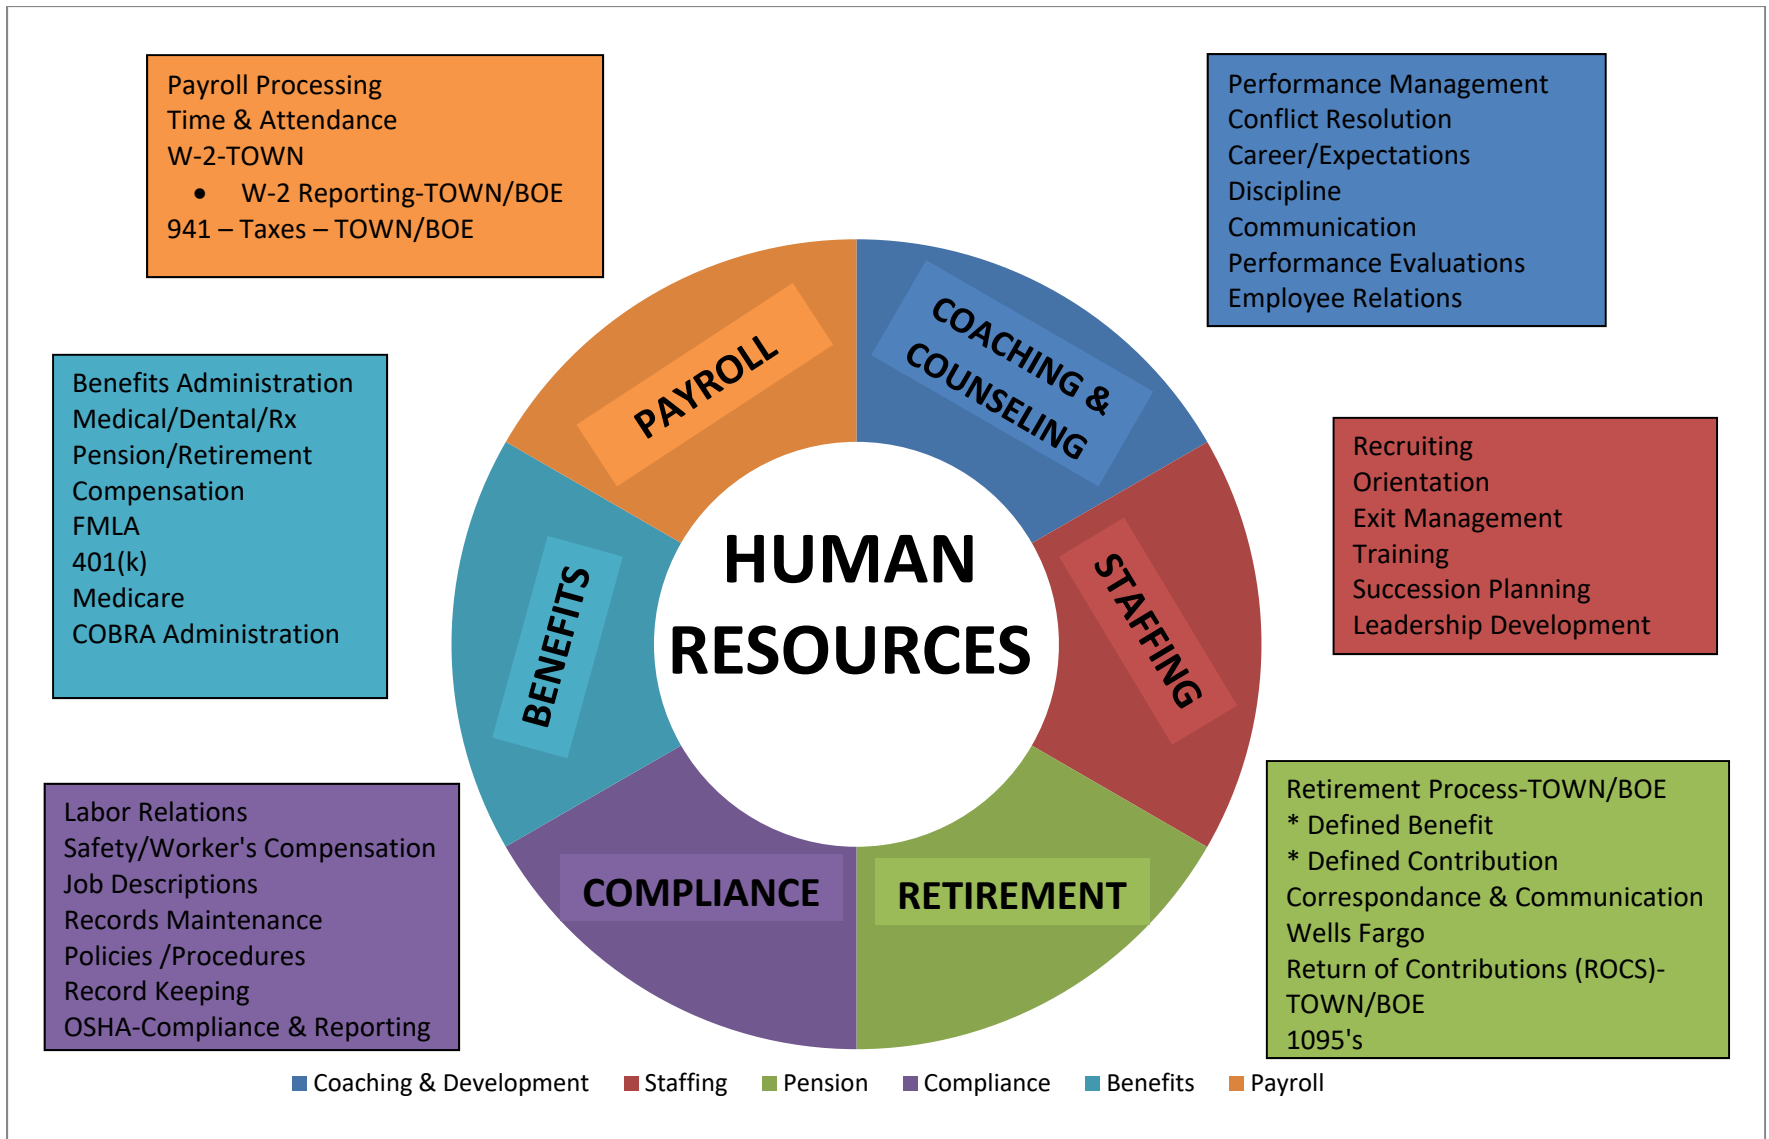 Payroll Processing
Time & Attendance
W-2-TOWN
• W-2 Reporting-TOWN/BOE
941 – Taxes – TOWN/BOE
Performance Management
Conflict Resolution
Career/Expectations
Discipline
Communication
Performance Evaluations
Employee Relations
Benefits Administration
Medical/Dental/Rx
Pension/Retirement
Compensation
FMLA
401(k)
Medicare
COBRA Administration
PAYROLL
COACHING &
COUNSELING
Recruiting
Orientation
Exit Management
Training
Succession Planning
Leadership Development
BENEFITS
HUMAN
RESOURCES
STAFFING
Labor Relations
Safety/Worker's Compensation
Job Descriptions
Records Maintenance
Policies /Procedures
Record Keeping
OSHA-Compliance & Reporting
COMPLIANCE
RETIREMENT
Retirement Process-TOWN/BOE
* Defined Benefit
* Defined Contribution
Correspondance & Communication
Wells Fargo
Return of Contributions (ROCS)-
TOWN/BOE
1095's
Coaching & Development Staffing Pension Compliance Benefits Payroll